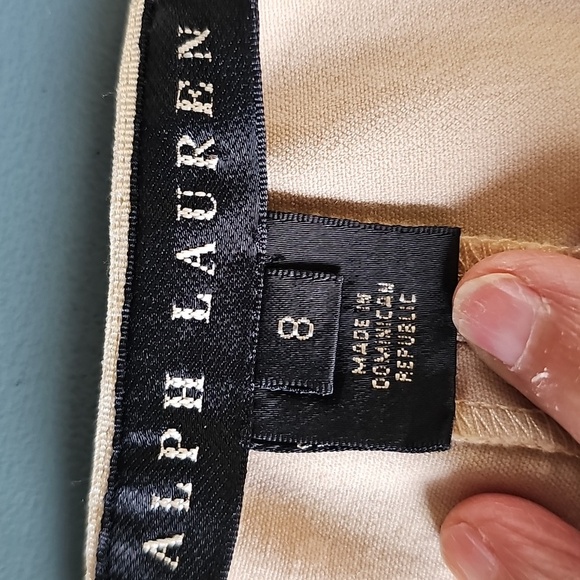 ALPH LAUREN
8
MADE IN
DOMINICAN
REPUBLIC